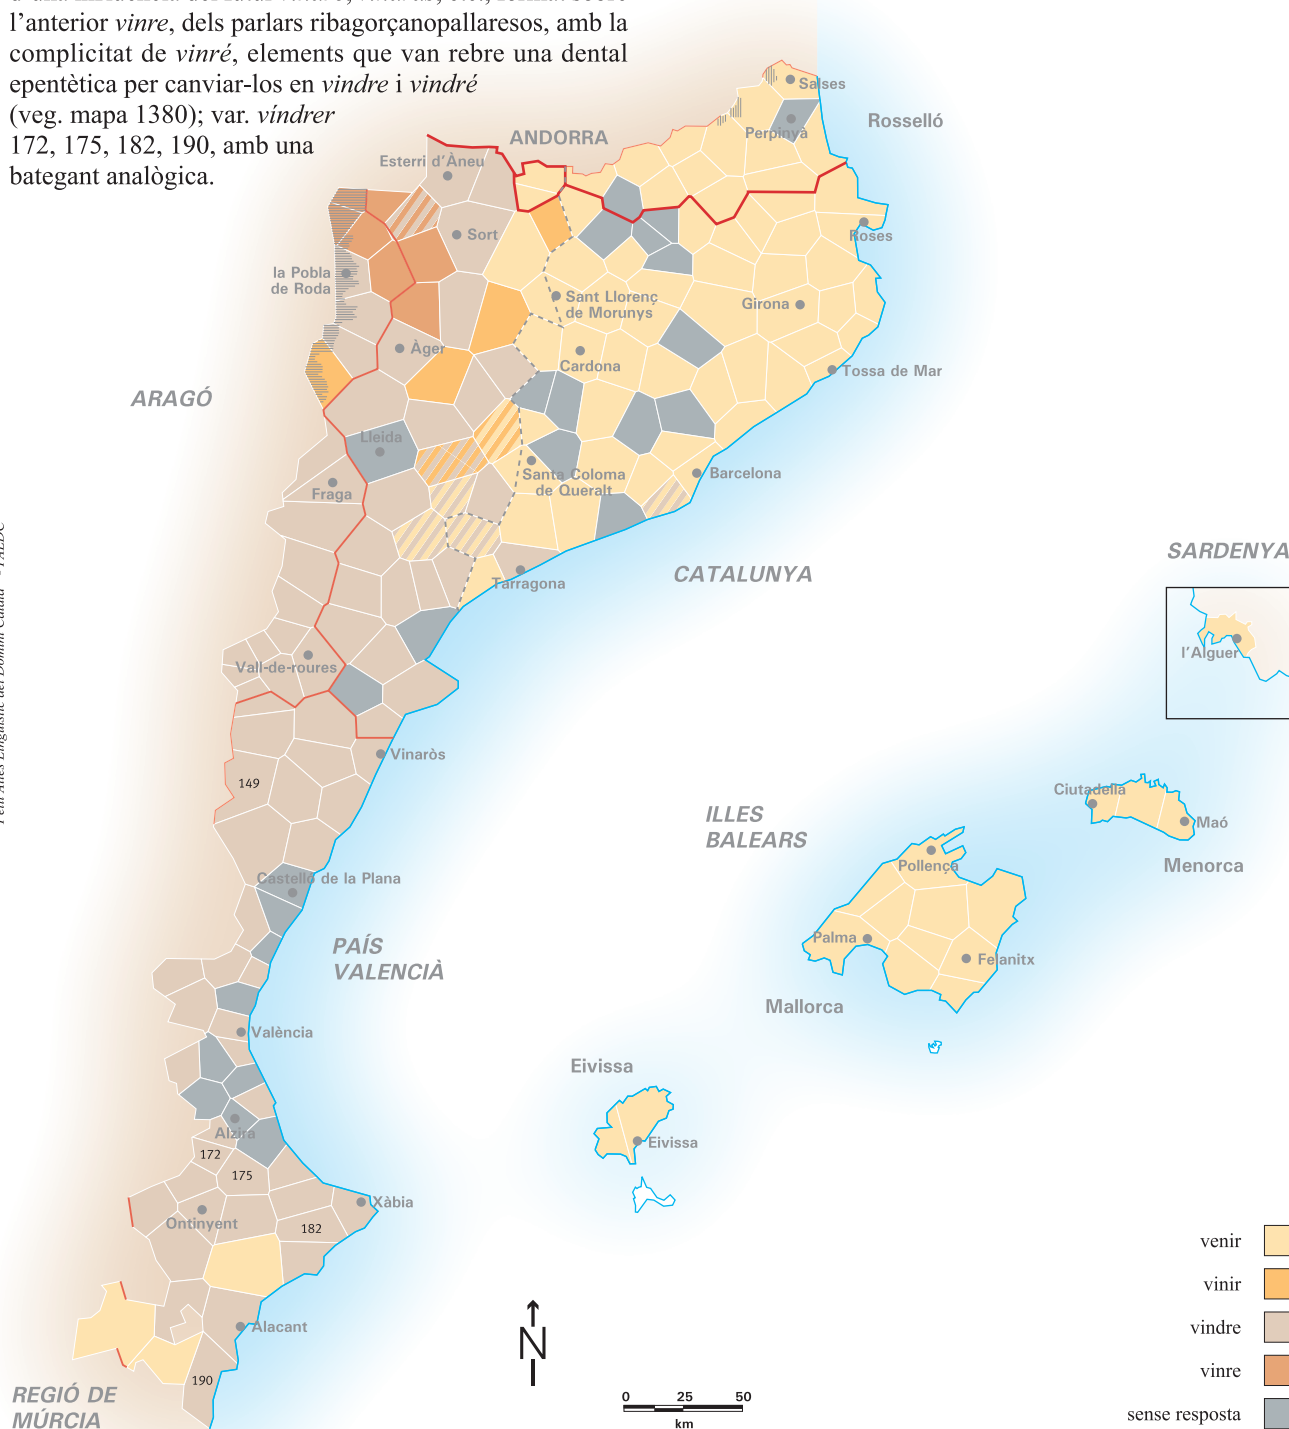 l’anterior vinre, dels parlars ribagorçanopallaresos, amb la
complicitat de vinré, elements que van rebre una dental
epentètica per canviar-los en vindre i vindré
(veg. mapa 1380); var. víndrer
172, 175, 182, 190, amb una
bategant analògica.
Salses
Rosselló
Perpinyà
ANDORRA
Esterri d’Àneu
Sort
Roses
la Pobla
de Roda
Sant Llorenç
de Morunys
Girona
Àger
Cardona
Tossa de Mar
ARAGÓ
Lleida
Santa Coloma
de Queralt
Barcelona
Fraga
SARDENYA
CATALUNYA
Tarragona
l’Alguer
Vall-de-roures
Vinaròs
149
Ciutadella
Maó
ILLES
BALEARS
Menorca
Pollença
Castelló de la Plana
Palma
Felanitx
PAÍS
VALENCIÀ
Mallorca
València
Eivissa
Alzira
Eivissa
172
175
Xàbia
Ontinyent
182
venir
vinir
Alacant
vindre
N
190
vinre
REGIÓ DE
MÚRCIA
0 25 50
km
sense resposta